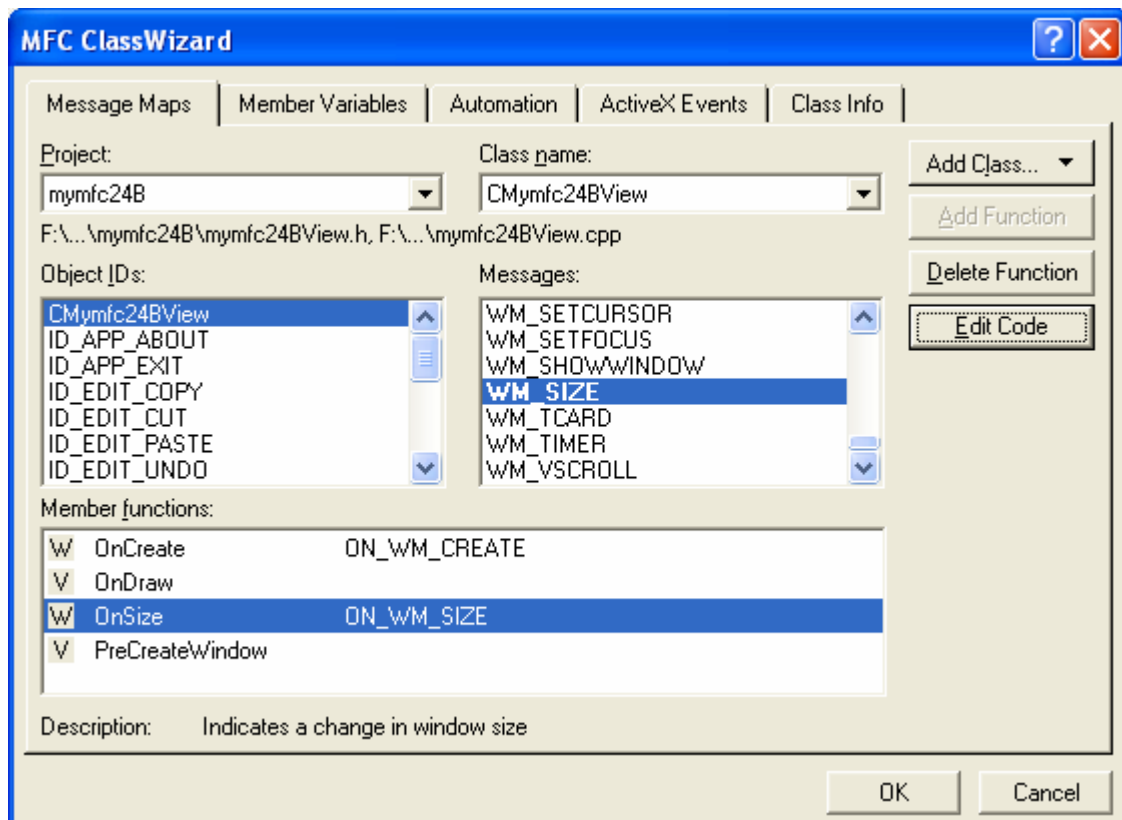 MFC ClassWizard
Message Maps Member Variables Automation ActiveX Events Class Info
Project: Class name:
mymfc24B CMymfc24BView
Add Class...
F:\...\mymfc24B\mymfc24BView.h, F:\...\mymfc24BView.cpp
Add Function
Object IDs: Messages:
Delete Function
CMymfc24BView
ID_APP_ABOUT
ID_APP_EXIT
ID_EDIT_COPY
ID_EDIT_CUT
ID_EDIT_PASTE
ID_EDIT_UNDO
WM_SETCURSOR
WM_SETFOCUS
WM_SHOWWINDOW
WM_SIZE
WM_TCARD
WM_TIMER
WM_VSCROLL
Edit Code
Member functions:
W OnCreate ON_WM_CREATE
V OnDraw
W OnSize ON_WM_SIZE
V PreCreateWindow
Description: Indicates a change in window size
OK Cancel